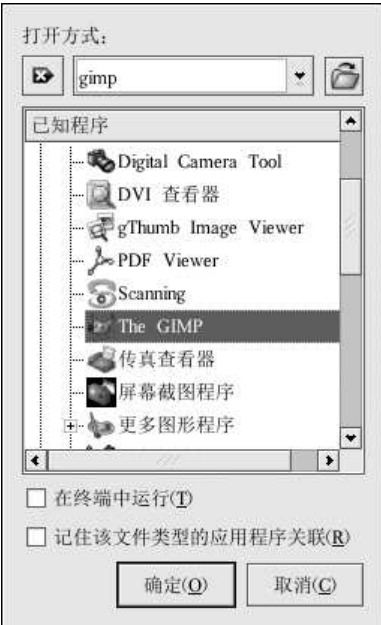 打开方式:
gimp
已知程序
Digital Camera Tool
DVI 查看器
gThumb Image Viewer
PDF Viewer
Scanning
The GIMP
传真查看器
屏幕截图程序
更多图形程序
在终端中运行(T)
记住该文件类型的应用程序关联(R)
确定(O)
取消(C)